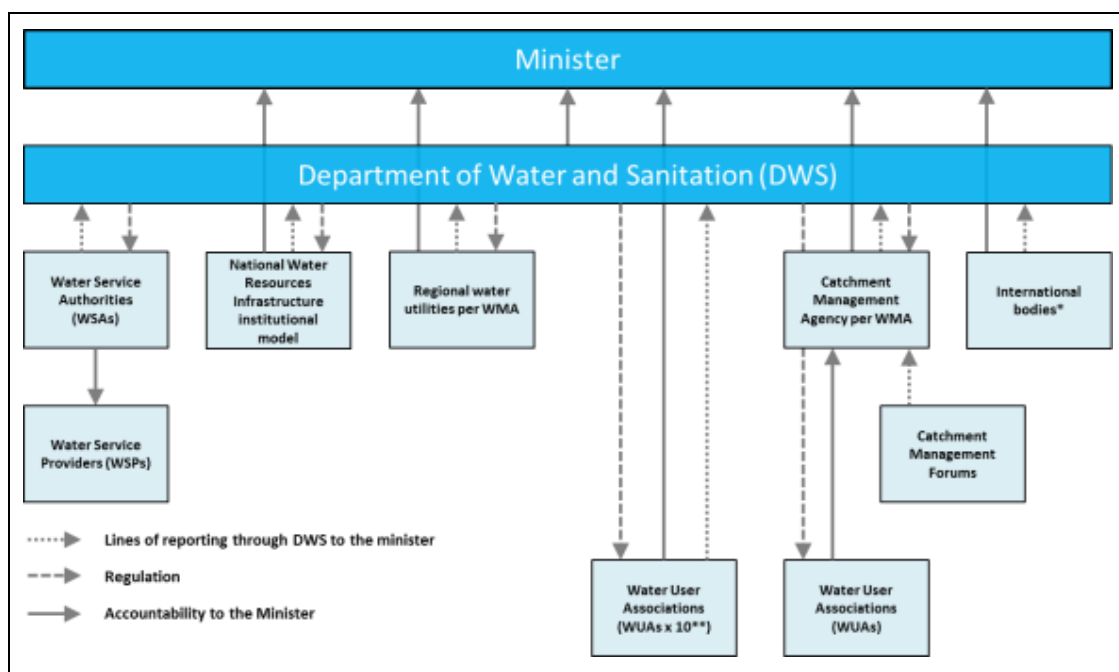 Minister
Department of Water and Sanitation (DWS)
Water Service
Authorities
(WSAs)
National Water
Resources
Infrastructure
institutional
model
Regional water
utilities per WMA
Catchment
Management
Agency per WMA
International
bodies*
Water Service
Providers (WSPs)
Catchment
Management
Forums
Lines of reporting through DWS to the minister
Regulation
Accountability to the Minister
Water User
Associations
(WUAs x 10**)
Water User
Associations
(WUAs)